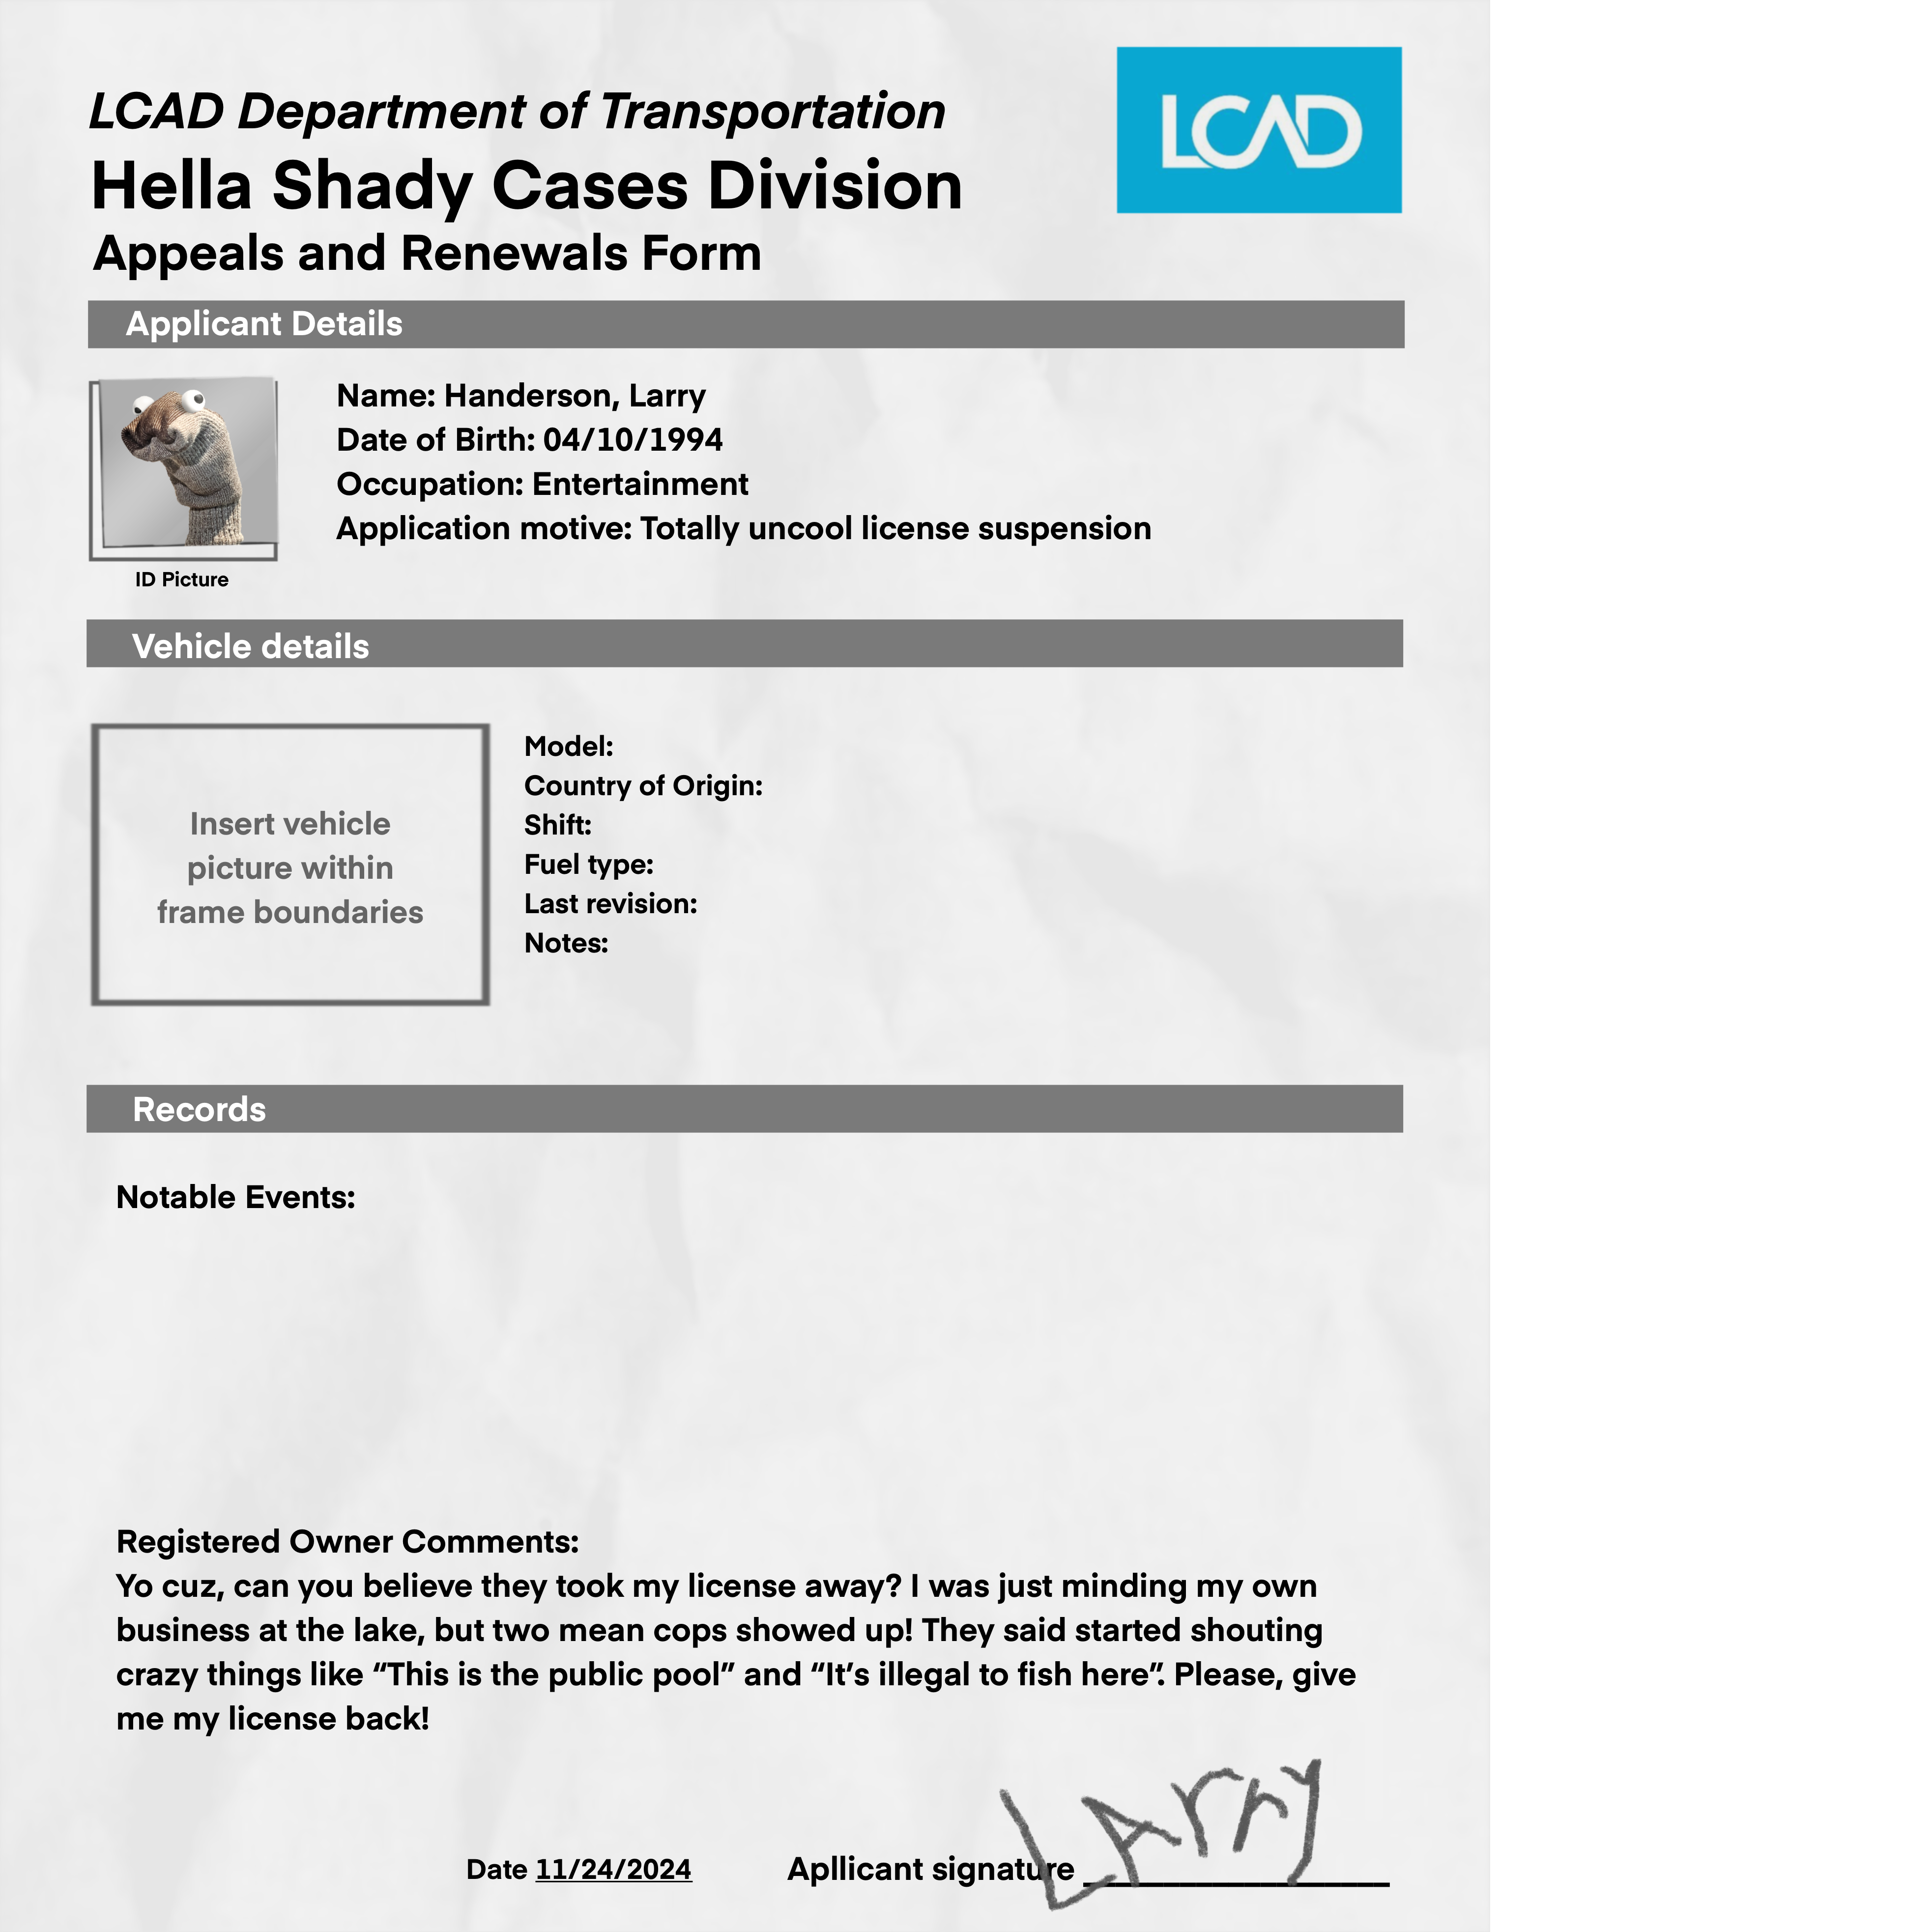 LCAD Department of Transportation
LCAD
Hella Shady Cases Division
Appeals and Renewals Form
Applicant Details
Name: Handerson, Larry
Date of Birth: 04/10/1994
Occupation: Entertainment
Application motive: Totally uncool license suspension
ID Picture
Vehicle details
Insert vehicle
picture within
frame boundaries
Model:
Country of Origin:
Shift:
Fuel type:
Last revision:
Notes:
Records
Notable Events:
Registered Owner Comments:
Yo cuz, can you believe they took my license away? I was just minding my own
business at the lake, but two mean cops showed up! They said started shouting
crazy things like “This is the public pool” and “It’s illegal to fish here”. Please, give
me my license back!
Date 11/24/2024
Apllicant signature
LArry